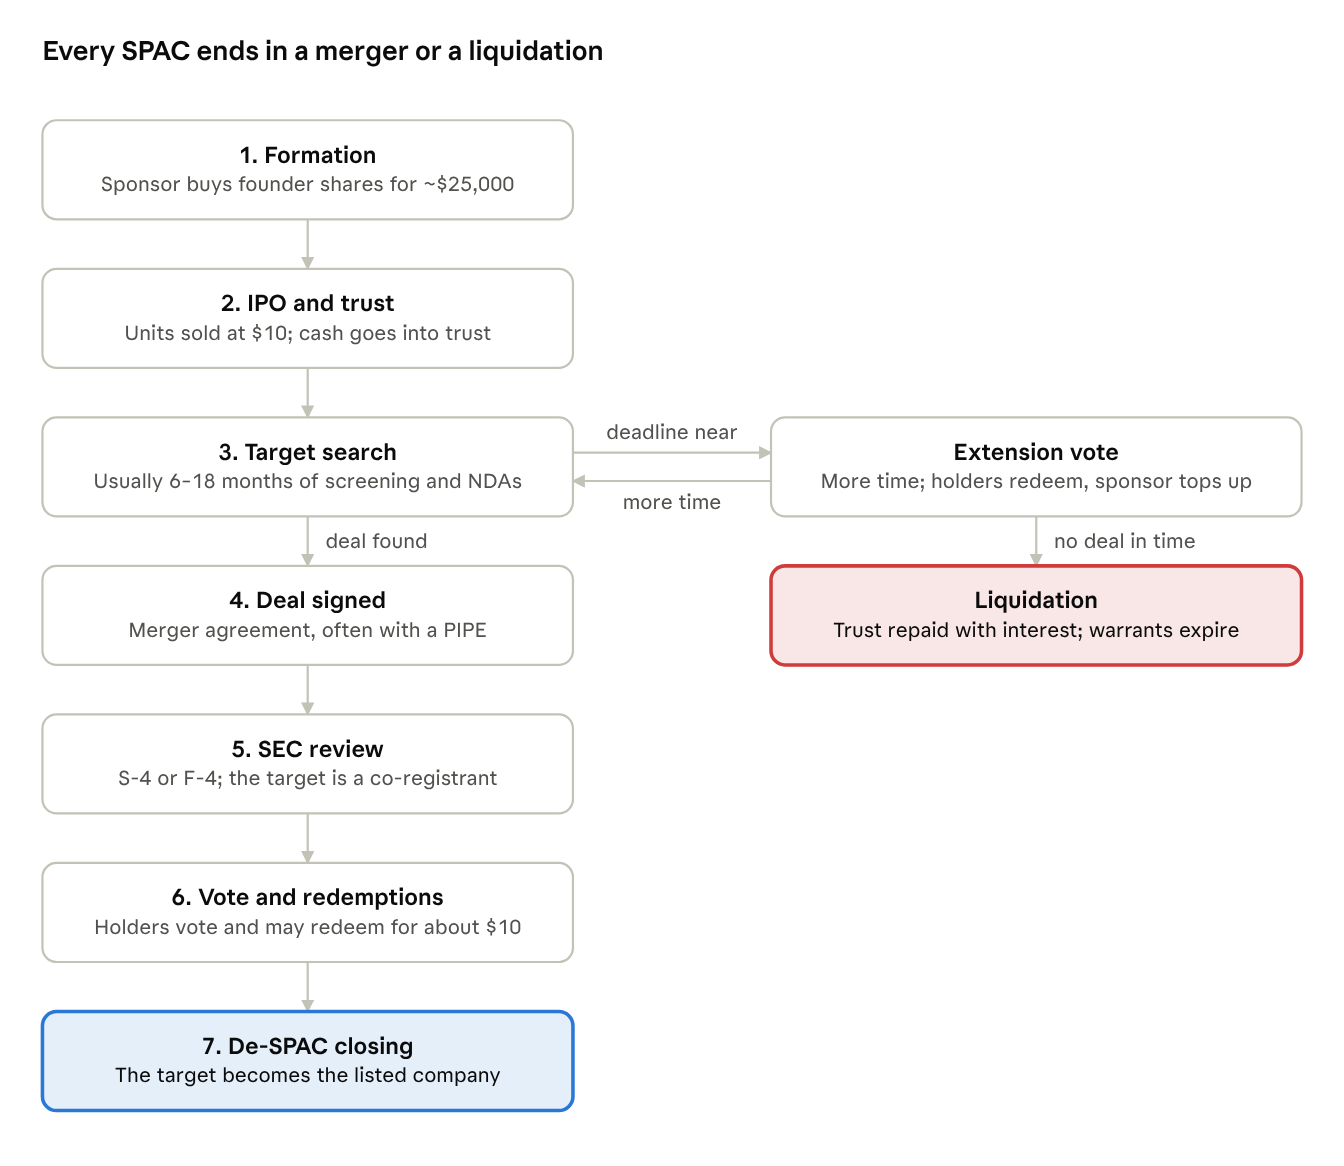 Every SPAC ends in a merger or a liquidation
1. Formation
Sponsor buys founder shares for ~$25,000
2. IPO and trust
Units sold at $10; cash goes into trust
3. Target search
Usually 6–18 months of screening and NDAs
deadline near
more time
Extension vote
More time; holders redeem, sponsor tops up
deal found
no deal in time
4. Deal signed
Merger agreement, often with a PIPE
Liquidation
Trust repaid with interest; warrants expire
5. SEC review
S-4 or F-4; the target is a co-registrant
6. Vote and redemptions
Holders vote and may redeem for about $10
7. De-SPAC closing
The target becomes the listed company